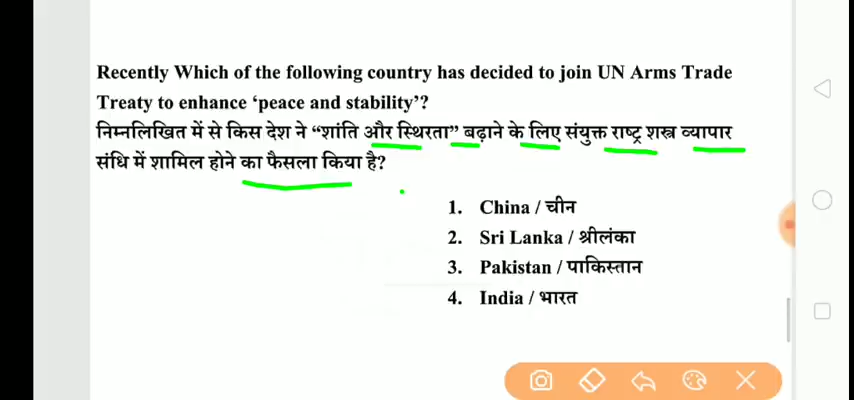 Recently Which of the following country has decided to join UN Arms Trade
Treaty to enhance ‘peace and stability’?
निम्नलिखित में से किस देश ने “शांति और स्थिरता” बढ़ाने के लिए संयुक्त राष्ट्र शस्त्र व्यापार
संधि में शामिल होने का फैसला किया है?
1. China / चीन
2. Sri Lanka / श्रीलंका
3. Pakistan / पाकिस्तान
4. India / भारत